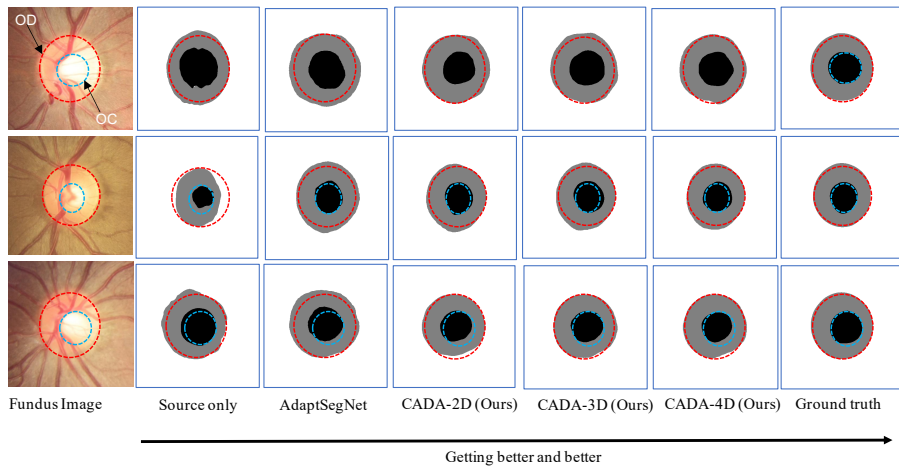 OD
OC
Fundus Image
Source only
AdaptSegNet
CADA-2D (Ours)
CADA-3D (Ours)
CADA-4D (Ours)
Ground truth
Getting better and better